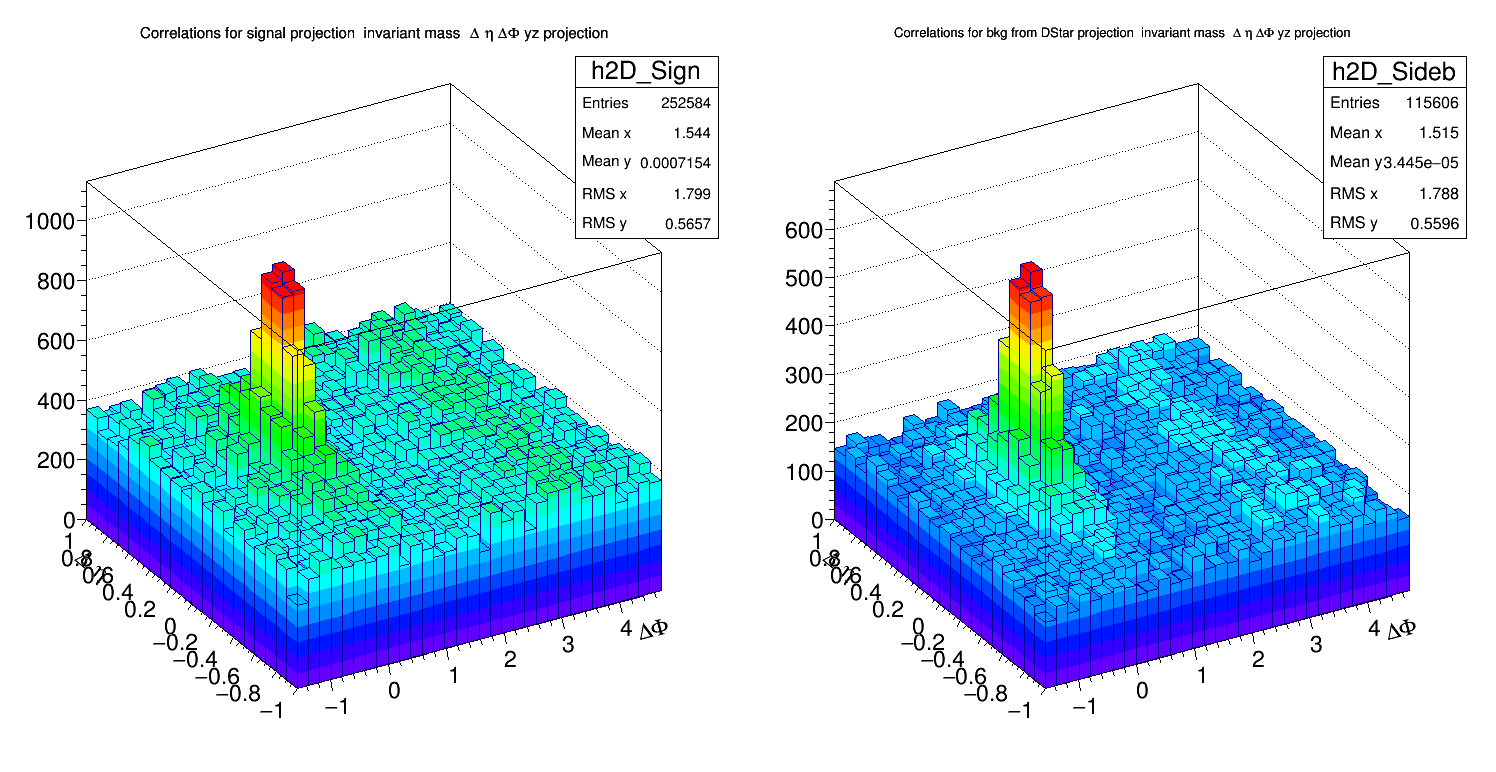 Correlations for signal projection invariant mass Δ η ΔΦ yz projection
h2D_Sign
Entries 252584
Mean x 1.544
Mean y 0.0007154
RMS x 1.799
RMS y 0.5657
1000
800
600
400
200
0
1
0.8
Δ η
0.6
0.4
0.2
0
−0.2
−0.4
−0.6
−0.8
−1
−1
0
1
2
3
4
ΔΦ
Correlations for bkg from DStar projection invariant mass Δ η ΔΦ yz projection
h2D_Sideb
Entries 115606
Mean x 1.515
Mean y 3.445e−05
RMS x 1.788
RMS y 0.5596
600
500
400
300
200
100
0
1
0.8
Δ η
0.6
0.4
0.2
0
−0.2
−0.4
−0.6
−0.8
−1
−1
0
1
2
3
4
ΔΦ